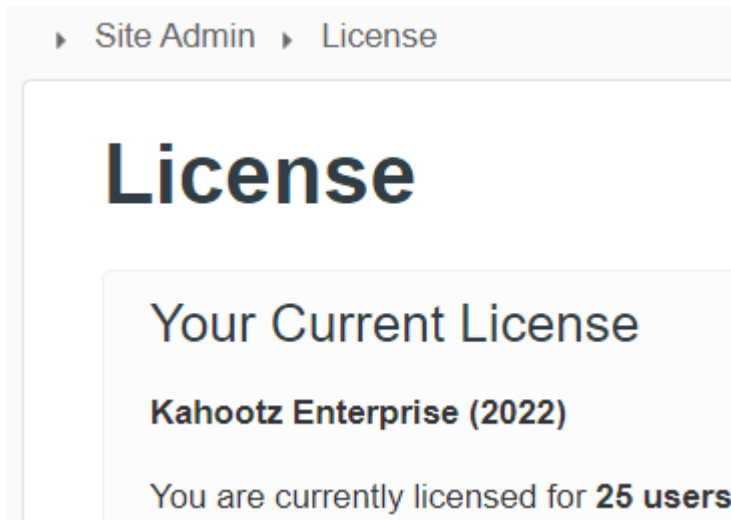 Site Admin License
License
Your Current License
Kahootz Enterprise (2022)
You are currently licensed for 25 users